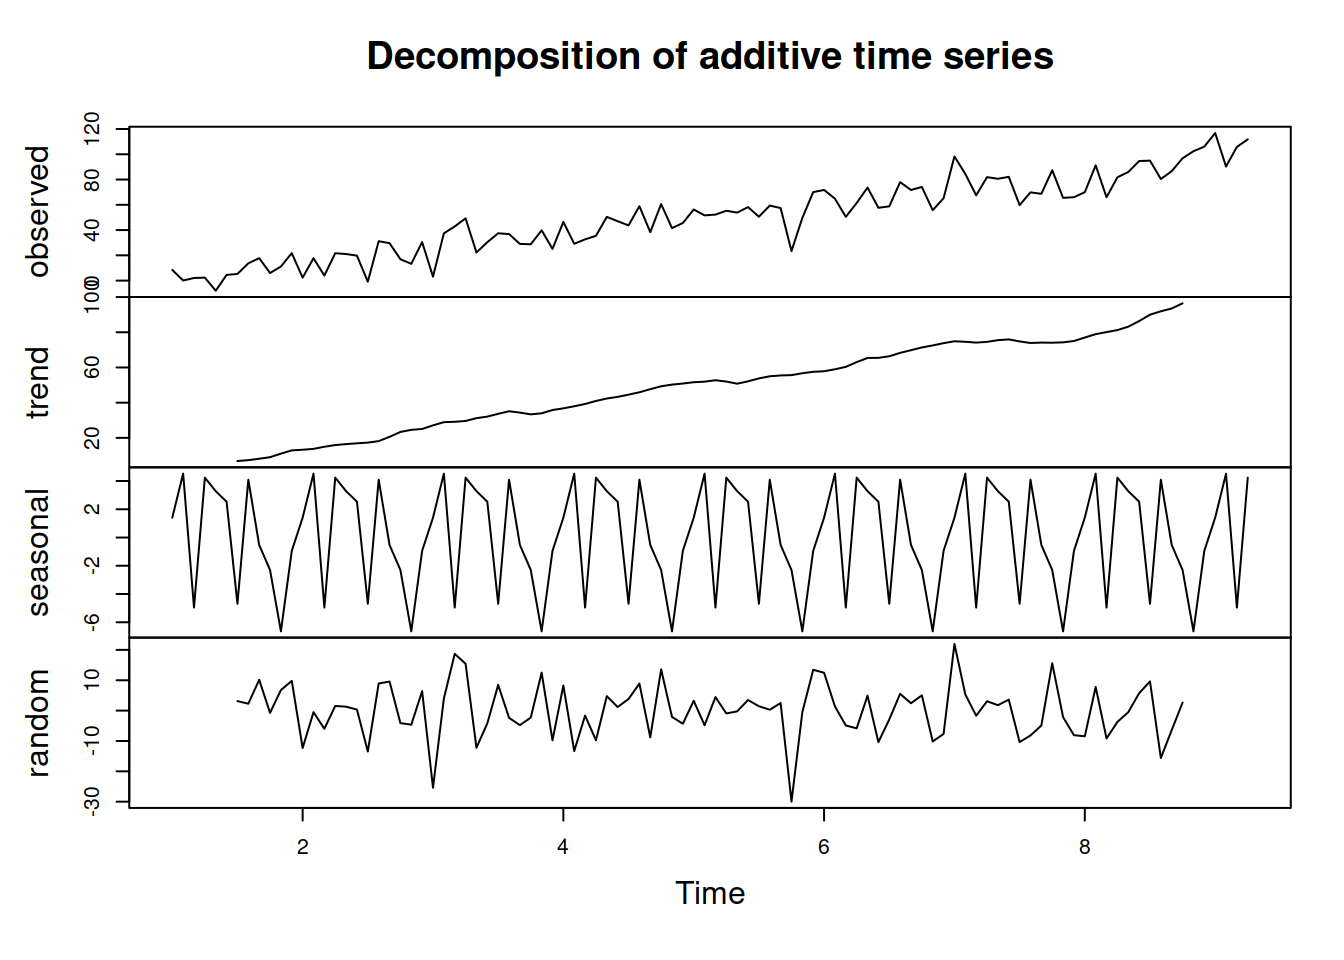 Decomposition of additive time series
observed
0 40 80 120
trend
20 60 100
seasonal
-6 -2 2
random
-30 -10 10
2 4 6 8
Time